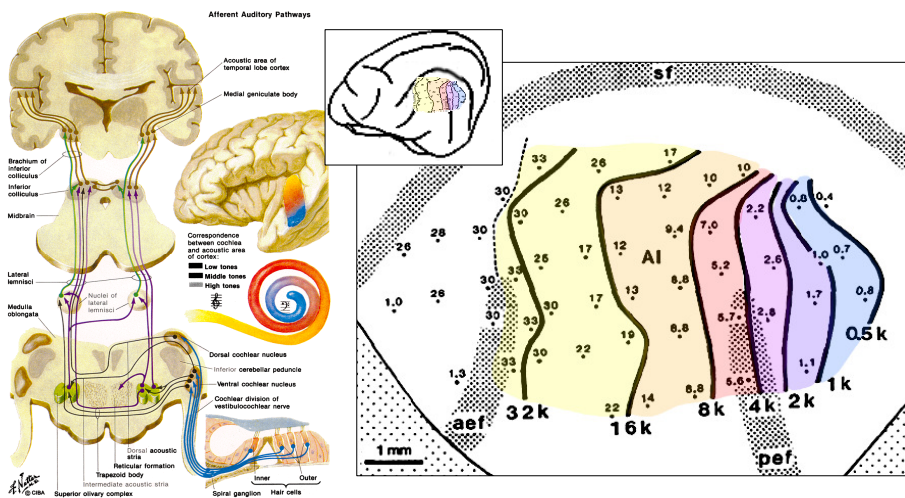 Afferent Auditory Pathways
Acoustic area of
temporal lobe cortex
Medial geniculate body
Brachium of
inferior
colliculus
Inferior
colliculus
Midbrain
Correspondence
between cochlea
and acoustic area
of cortex:
Low tones
Middle tones
High tones
Lateral
lemnisci
Nuclei of
lateral
lemnisci
Medulla
oblongata
Dorsal cochlear nucleus
Inferior cerebellar peduncle
Ventral cochlear nucleus
Cochlear division of
vestibulocochlear nerve
Dorsal acoustic
stria
Reticular formation
Trapezoid body
Intermediate acoustic stria
Superior olivary complex
Inner
Outer
Spiral ganglion
Hair cells
© CIBA
sf
33
26
17
10
10
30
13
12
0.8
0.4
30
26
2.2
26
28
30
17
12
9.4
7.0
AI
0.7
26
33
30
6.8
5.2
2.6
1.0
1.0
26
17
13
1.7
0.8
30
33
19
8.8
5.7
2.8
0.5k
33
30
22
1.3
5.6
1.1
1k
2k
4k
8k
6.8
14
22
32k
16k
aef
pef
1 mm